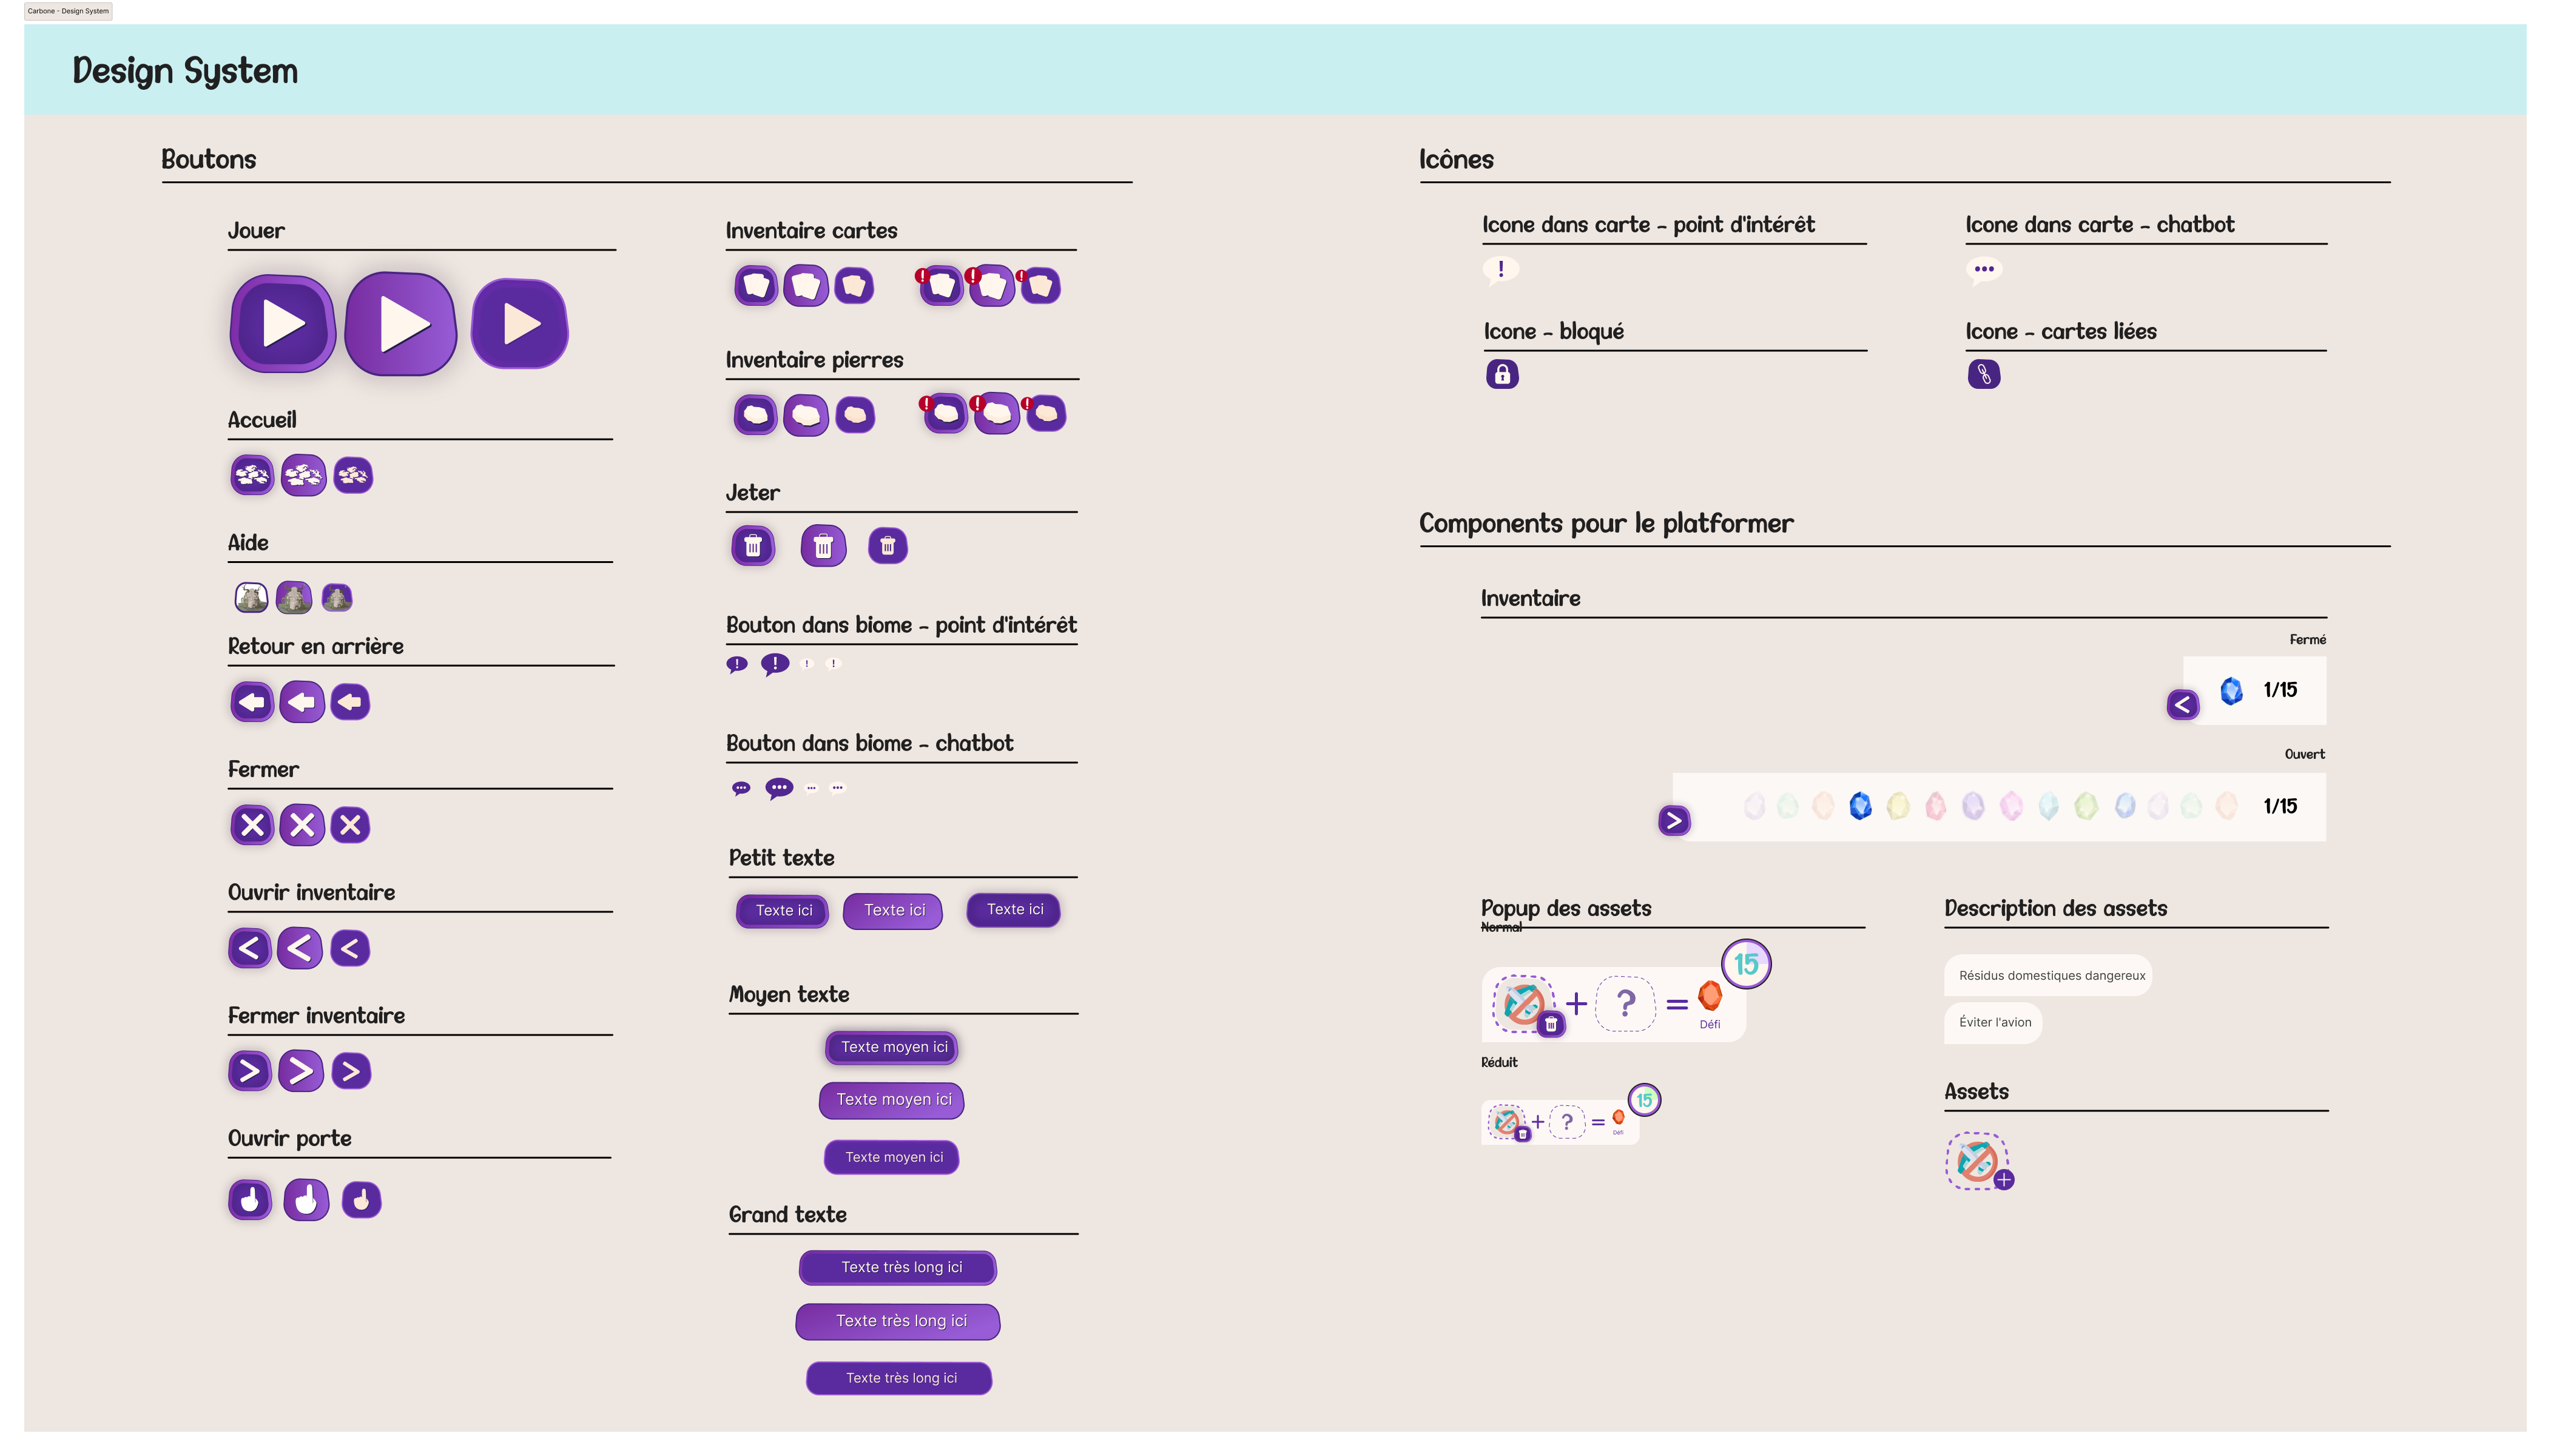 Carbone - Design System
Design System
Boutons
Jouer
Accueil
Aide
Retour en arrière
Fermer
Ouvrir inventaire
Fermer inventaire
Ouvrir porte
Inventaire cartes
! ! !
Inventaire pierres
! ! !
Jeter
Bouton dans biome - point d'intérêt
! ! ! !
Bouton dans biome - chatbot
Petit texte
Texte ici
Texte ici
Texte ici
Moyen texte
Texte moyen ici
Texte moyen ici
Texte moyen ici
Grand texte
Texte très long ici
Texte très long ici
Texte très long ici
Icônes
Icone dans carte - point d'intérêt
!
Icone dans carte - chatbot
Icone - bloqué
Icone - cartes liées
Components pour le platformer
Inventaire
Fermé
1/15
Ouvert
1/15
Popup des assets
Normal
15
+ ? =
Défi
Réduit
15
+ ? =
Défi
Description des assets
Résidus domestiques dangereux
Éviter l'avion
Assets